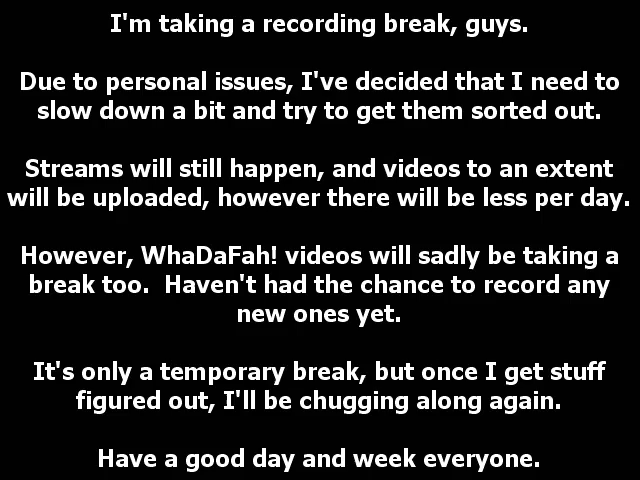 I'm taking a recording break, guys.
Due to personal issues, I've decided that I need to
slow down a bit and try to get them sorted out.
Streams will still happen, and videos to an extent
will be uploaded, however there will be less per day.
However, WhaDaFah! videos will sadly be taking a
break too.  Haven't had the chance to record any
new ones yet.
It's only a temporary break, but once I get stuff
figured out, I'll be chugging along again.
Have a good day and week everyone.